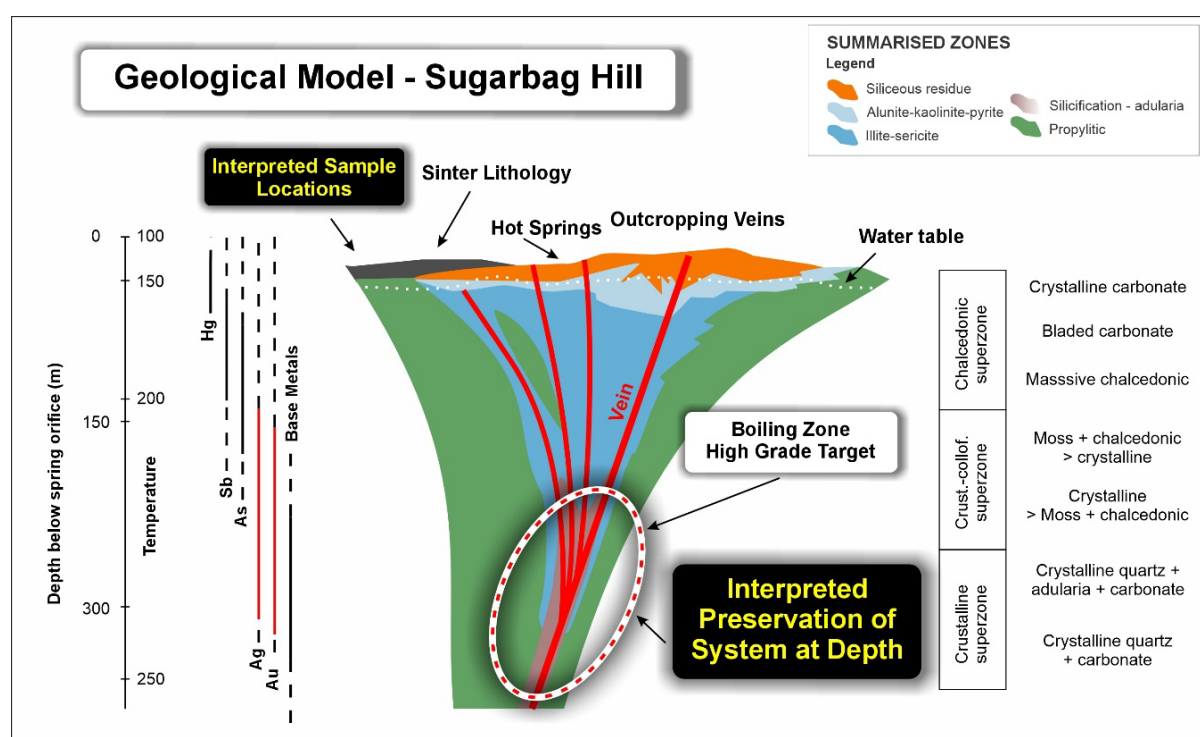 Geological Model - Sugarbag Hill
SUMMARISED ZONES
Legend
Siliceous residue
Alunite-kaolinite-pyrite
Illite-sericite
Silicification - adularia
Propylitic
Interpreted Sample
Locations
Sinter Lithology
Hot Springs
Outcropping Veins
Water table
Depth below spring orifice (m)
0
150
300
Temperature
100
150
200
250
Hg
Sb
As
Ag
Au
Base Metals
Vein
Boiling Zone
High Grade Target
Interpreted
Preservation of
System at Depth
Chalcedonic
superzone
Crust.-collof.
superzone
Crustalline
superzone
Crystalline carbonate
Bladed carbonate
Masssive chalcedonic
Moss + chalcedonic
> crystalline
Crystalline
> Moss + chalcedonic
Crystalline quartz +
adularia + carbonate
Crystalline quartz
+ carbonate